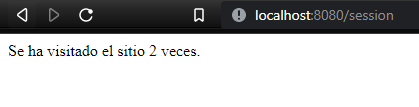 localhost:8080/session
Se ha visitado el sitio 2 veces.